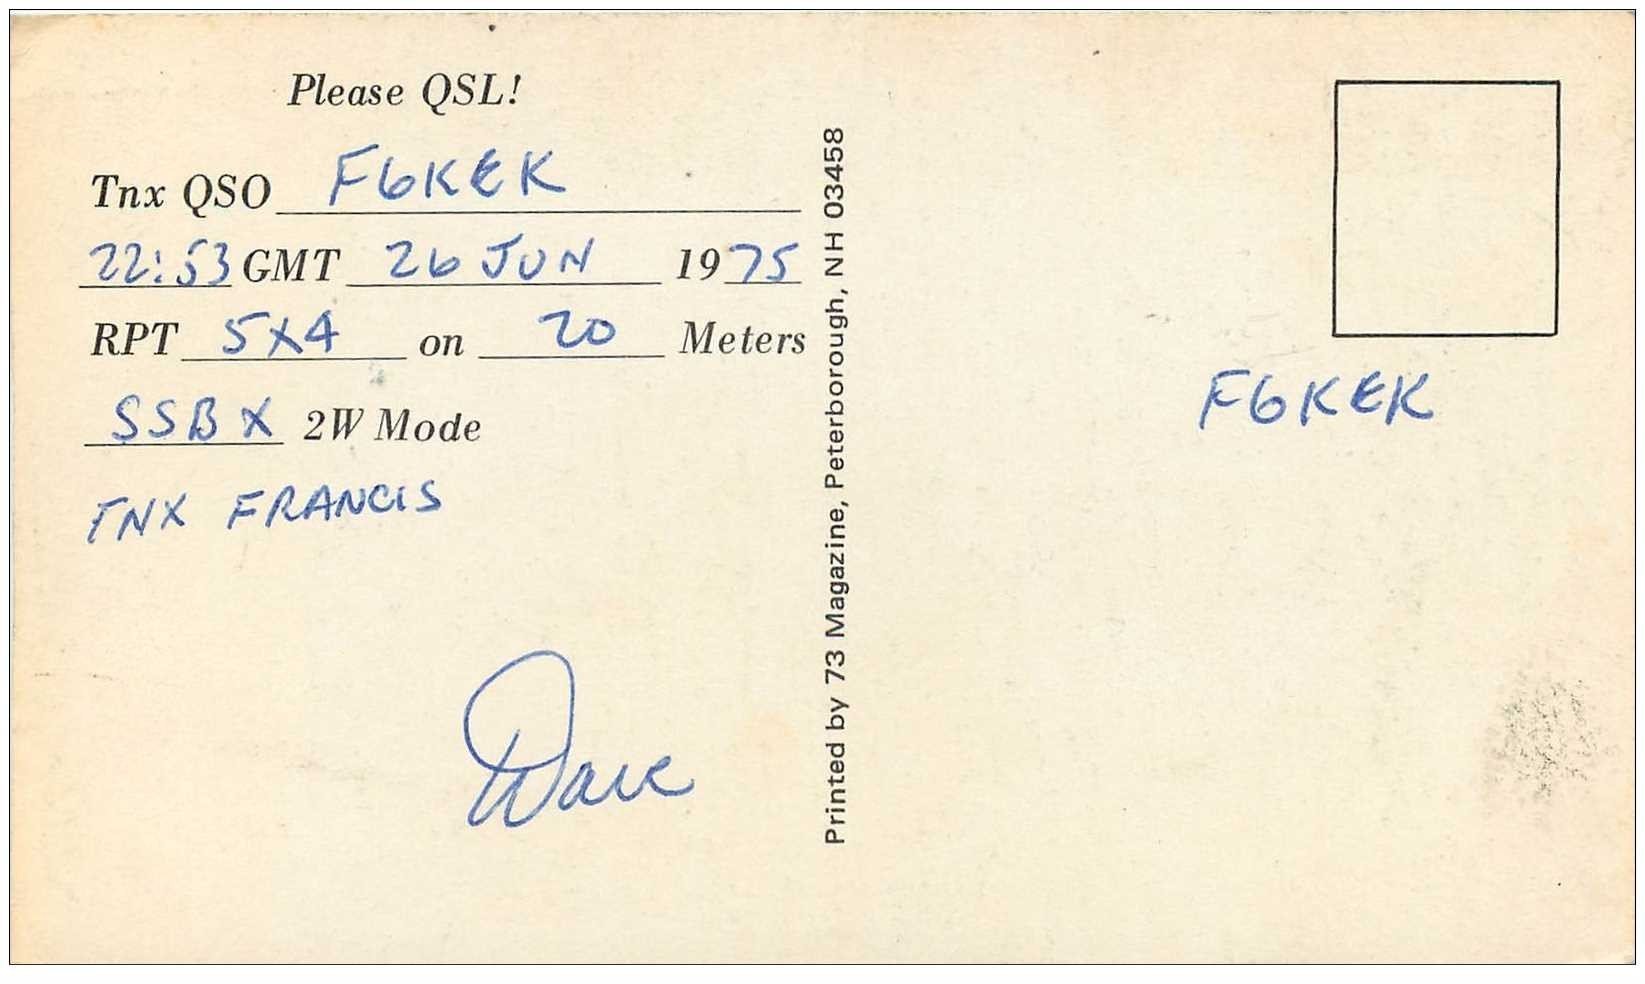 Please QSL!
Tnx QSO F6KEK
22:53 GMT 26 JUN 1975
RPT 5X4 on 20 Meters
SSB X 2W Mode
TNX FRANCIS
Dave
Printed by 73 Magazine, Peterborough, NH 03458
F6KEK